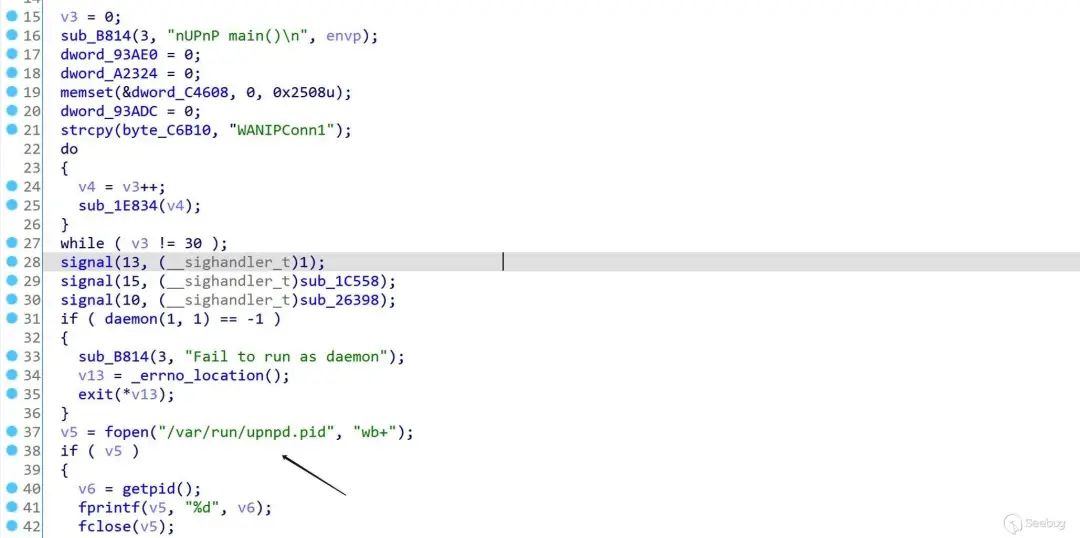 15 v3 = 0;
16 sub_B814(3, "nUPnP main()\n", envp);
17 dword_93AE0 = 0;
18 dword_A2324 = 0;
19 memset(&dword_C4608, 0, 0x2508u);
20 dword_93ADC = 0;
21 strcpy(byte_C6B10, "WANIPConn1");
22 do
23 {
24 v4 = v3++;
25 sub_1E834(v4);
26 }
27 while ( v3 != 30 );
28 signal(13, (__sighandler_t)1);
29 signal(15, (__sighandler_t)sub_1C558);
30 signal(10, (__sighandler_t)sub_26398);
31 if ( daemon(1, 1) == -1 )
32 {
33 sub_B814(3, "Fail to run as daemon");
34 v13 = _errno_location();
35 exit(*v13);
36 }
37 v5 = fopen("/var/run/upnpd.pid", "wb+");
38 if ( v5 )
39 {
40 v6 = getpid();
41 fprintf(v5, "%d", v6);
42 fclose(v5);
Seebug